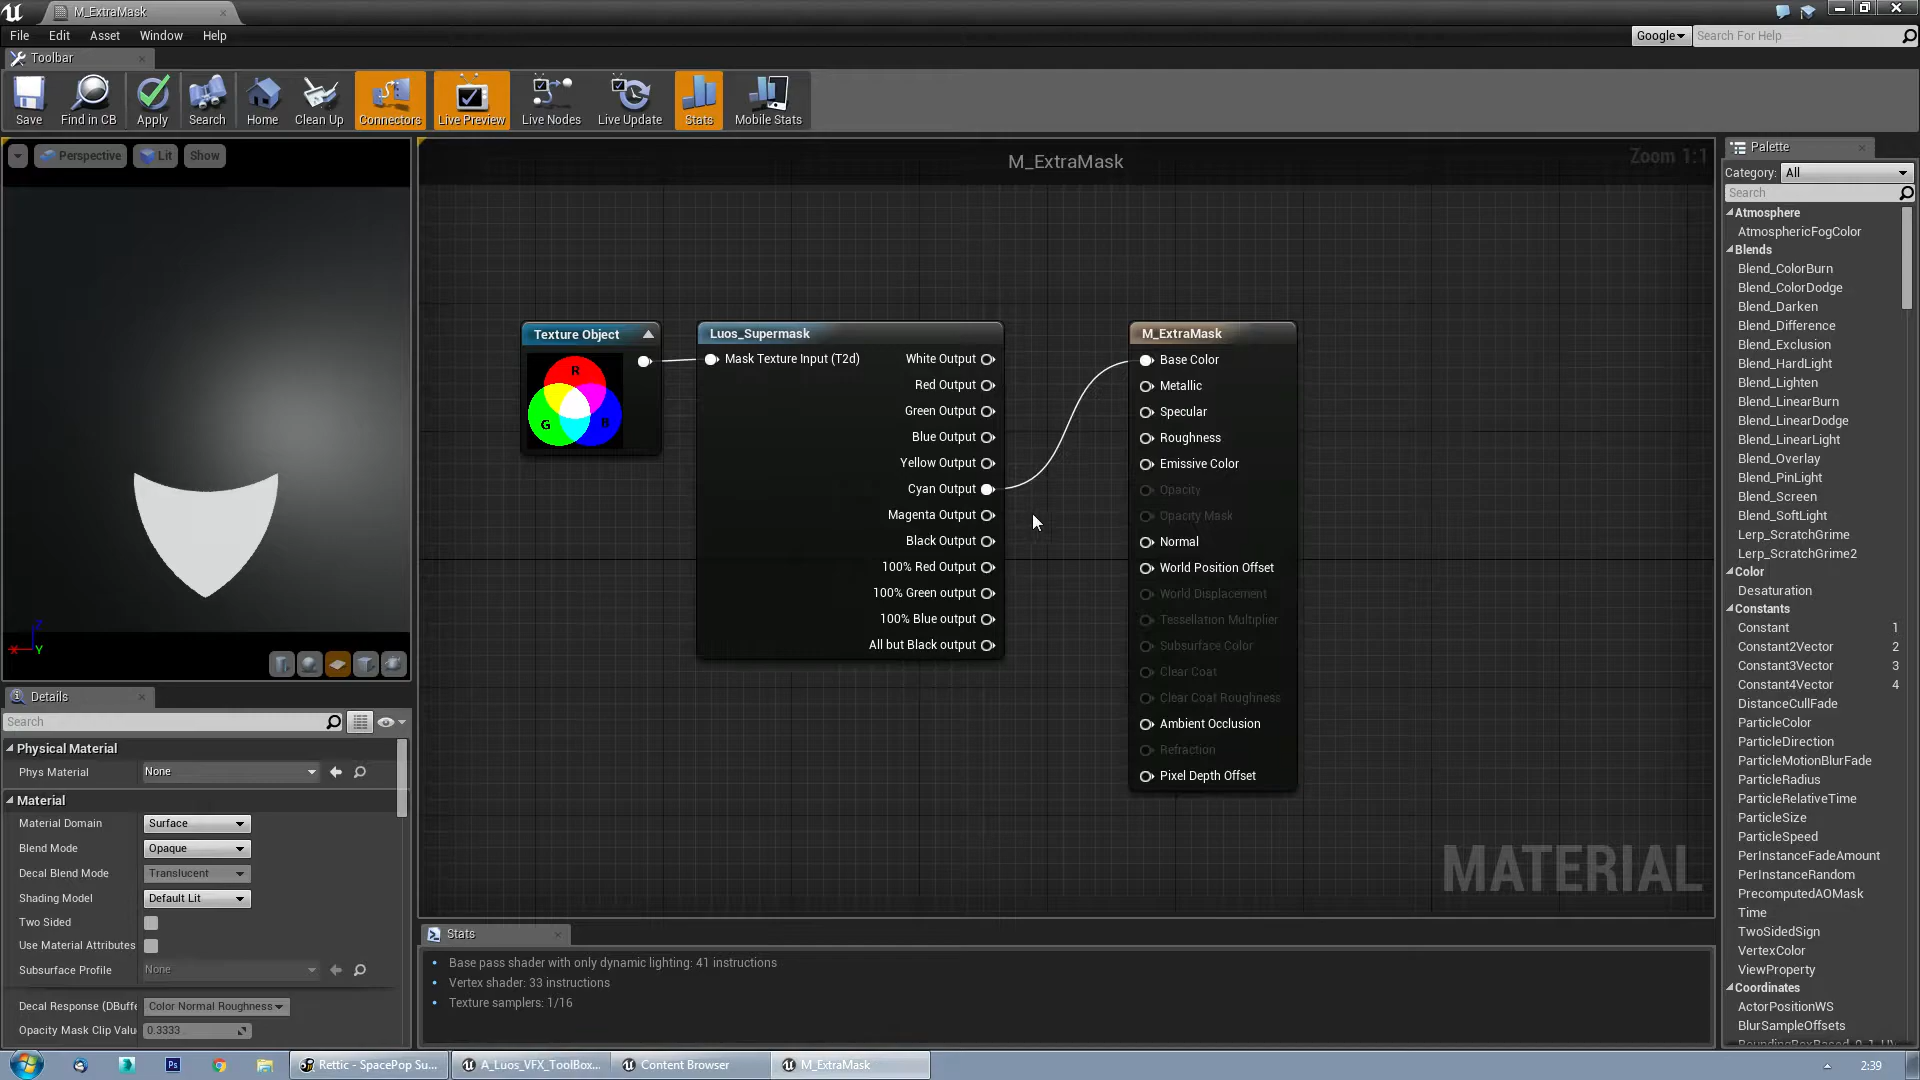 M_ExtraMask
File Edit Asset Window Help
Google
Search For Help
Toolbar
Save
Find in CB
Apply
Search
Home
Clean Up
Connectors
Live Preview
Live Nodes
Live Update
Stats
Mobile Stats
Perspective
Lit
Show
Z
X
Y
M_ExtraMask
Zoom 1:1
Texture Object
R
G
B
Luos_Supermask
Mask Texture Input (T2d)
White Output
Red Output
Green Output
Blue Output
Yellow Output
Cyan Output
Magenta Output
Black Output
100% Red Output
100% Green output
100% Blue output
All but Black output
M_ExtraMask
Base Color
Metallic
Specular
Roughness
Emissive Color
Opacity
Opacity Mask
Normal
World Position Offset
World Displacement
Tessellation Multiplier
Subsurface Color
Clear Coat
Clear Coat Roughness
Ambient Occlusion
Refraction
Pixel Depth Offset
MATERIAL
Palette
Category: All
Search
Atmosphere
AtmosphericFogColor
Blends
Blend_ColorBurn
Blend_ColorDodge
Blend_Darken
Blend_Difference
Blend_Exclusion
Blend_HardLight
Blend_Lighten
Blend_LinearBurn
Blend_LinearDodge
Blend_LinearLight
Blend_Overlay
Blend_PinLight
Blend_Screen
Blend_SoftLight
Lerp_ScratchGrime
Lerp_ScratchGrime2
Color
Desaturation
Constants
Constant 1
Constant2Vector 2
Constant3Vector 3
Constant4Vector 4
DistanceCullFade
ParticleColor
ParticleDirection
ParticleMotionBlurFade
ParticleRadius
ParticleRelativeTime
ParticleSize
ParticleSpeed
PerInstanceFadeAmount
PerInstanceRandom
PrecomputedAOMask
Time
TwoSidedSign
VertexColor
ViewProperty
Coordinates
ActorPositionWS
BlurSampleOffsets
Details
Search
Physical Material
Phys Material None
Material
Material Domain Surface
Blend Mode Opaque
Decal Blend Mode Translucent
Shading Model Default Lit
Two Sided
Use Material Attributes
Subsurface Profile None
Decal Response (DBuffe Color Normal Roughness
Opacity Mask Clip Valu 0.3333
Stats
Base pass shader with only dynamic lighting: 41 instructions
Vertex shader: 33 instructions
Texture samplers: 1/16
Ps
Rettic - SpacePop Su...
A_Luos_VFX_ToolBox...
Content Browser
M_ExtraMask
2:39